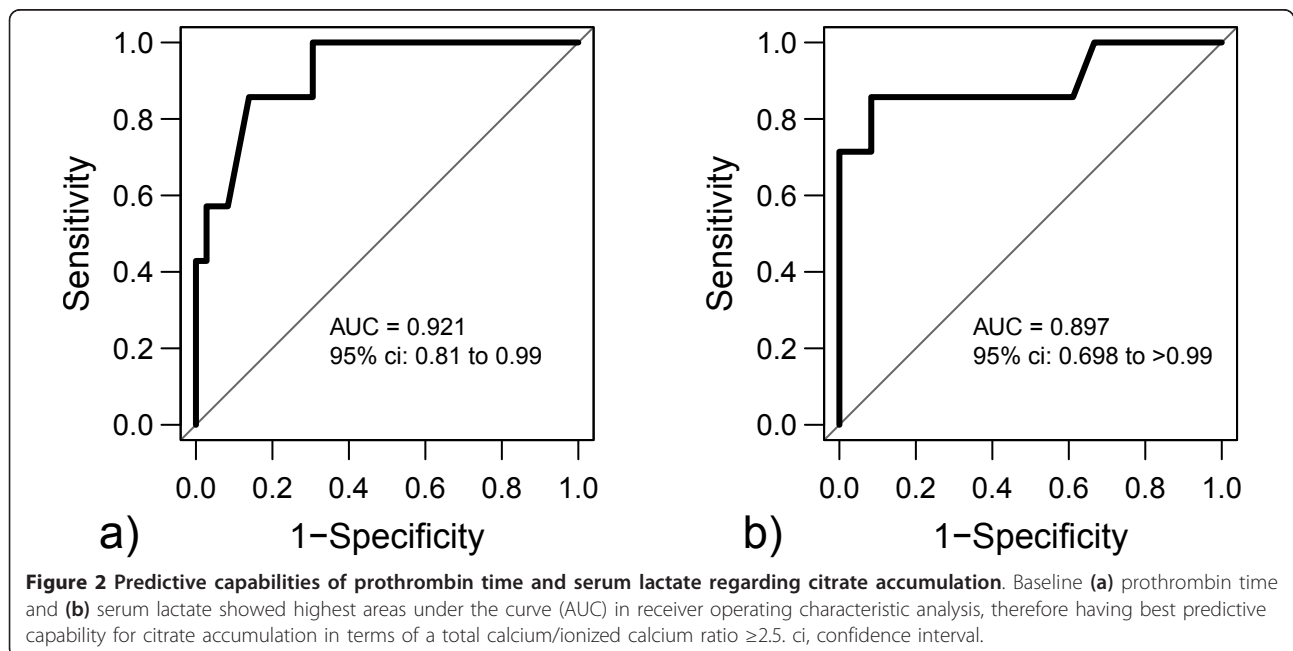 1.0
0.8
0.6
0.4
0.2
0.0
Sensitivity
AUC = 0.921
95% ci: 0.81 to 0.99
0.0 0.2 0.4 0.6 0.8 1.0
a) 1−Specificity
1.0
0.8
0.6
0.4
0.2
0.0
Sensitivity
AUC = 0.897
95% ci: 0.698 to >0.99
0.0 0.2 0.4 0.6 0.8 1.0
b) 1−Specificity
Figure 2 Predictive capabilities of prothrombin time and serum lactate regarding citrate accumulation. Baseline (a) prothrombin time
and (b) serum lactate showed highest areas under the curve (AUC) in receiver operating characteristic analysis, therefore having best predictive
capability for citrate accumulation in terms of a total calcium/ionized calcium ratio ≥2.5. ci, confidence interval.